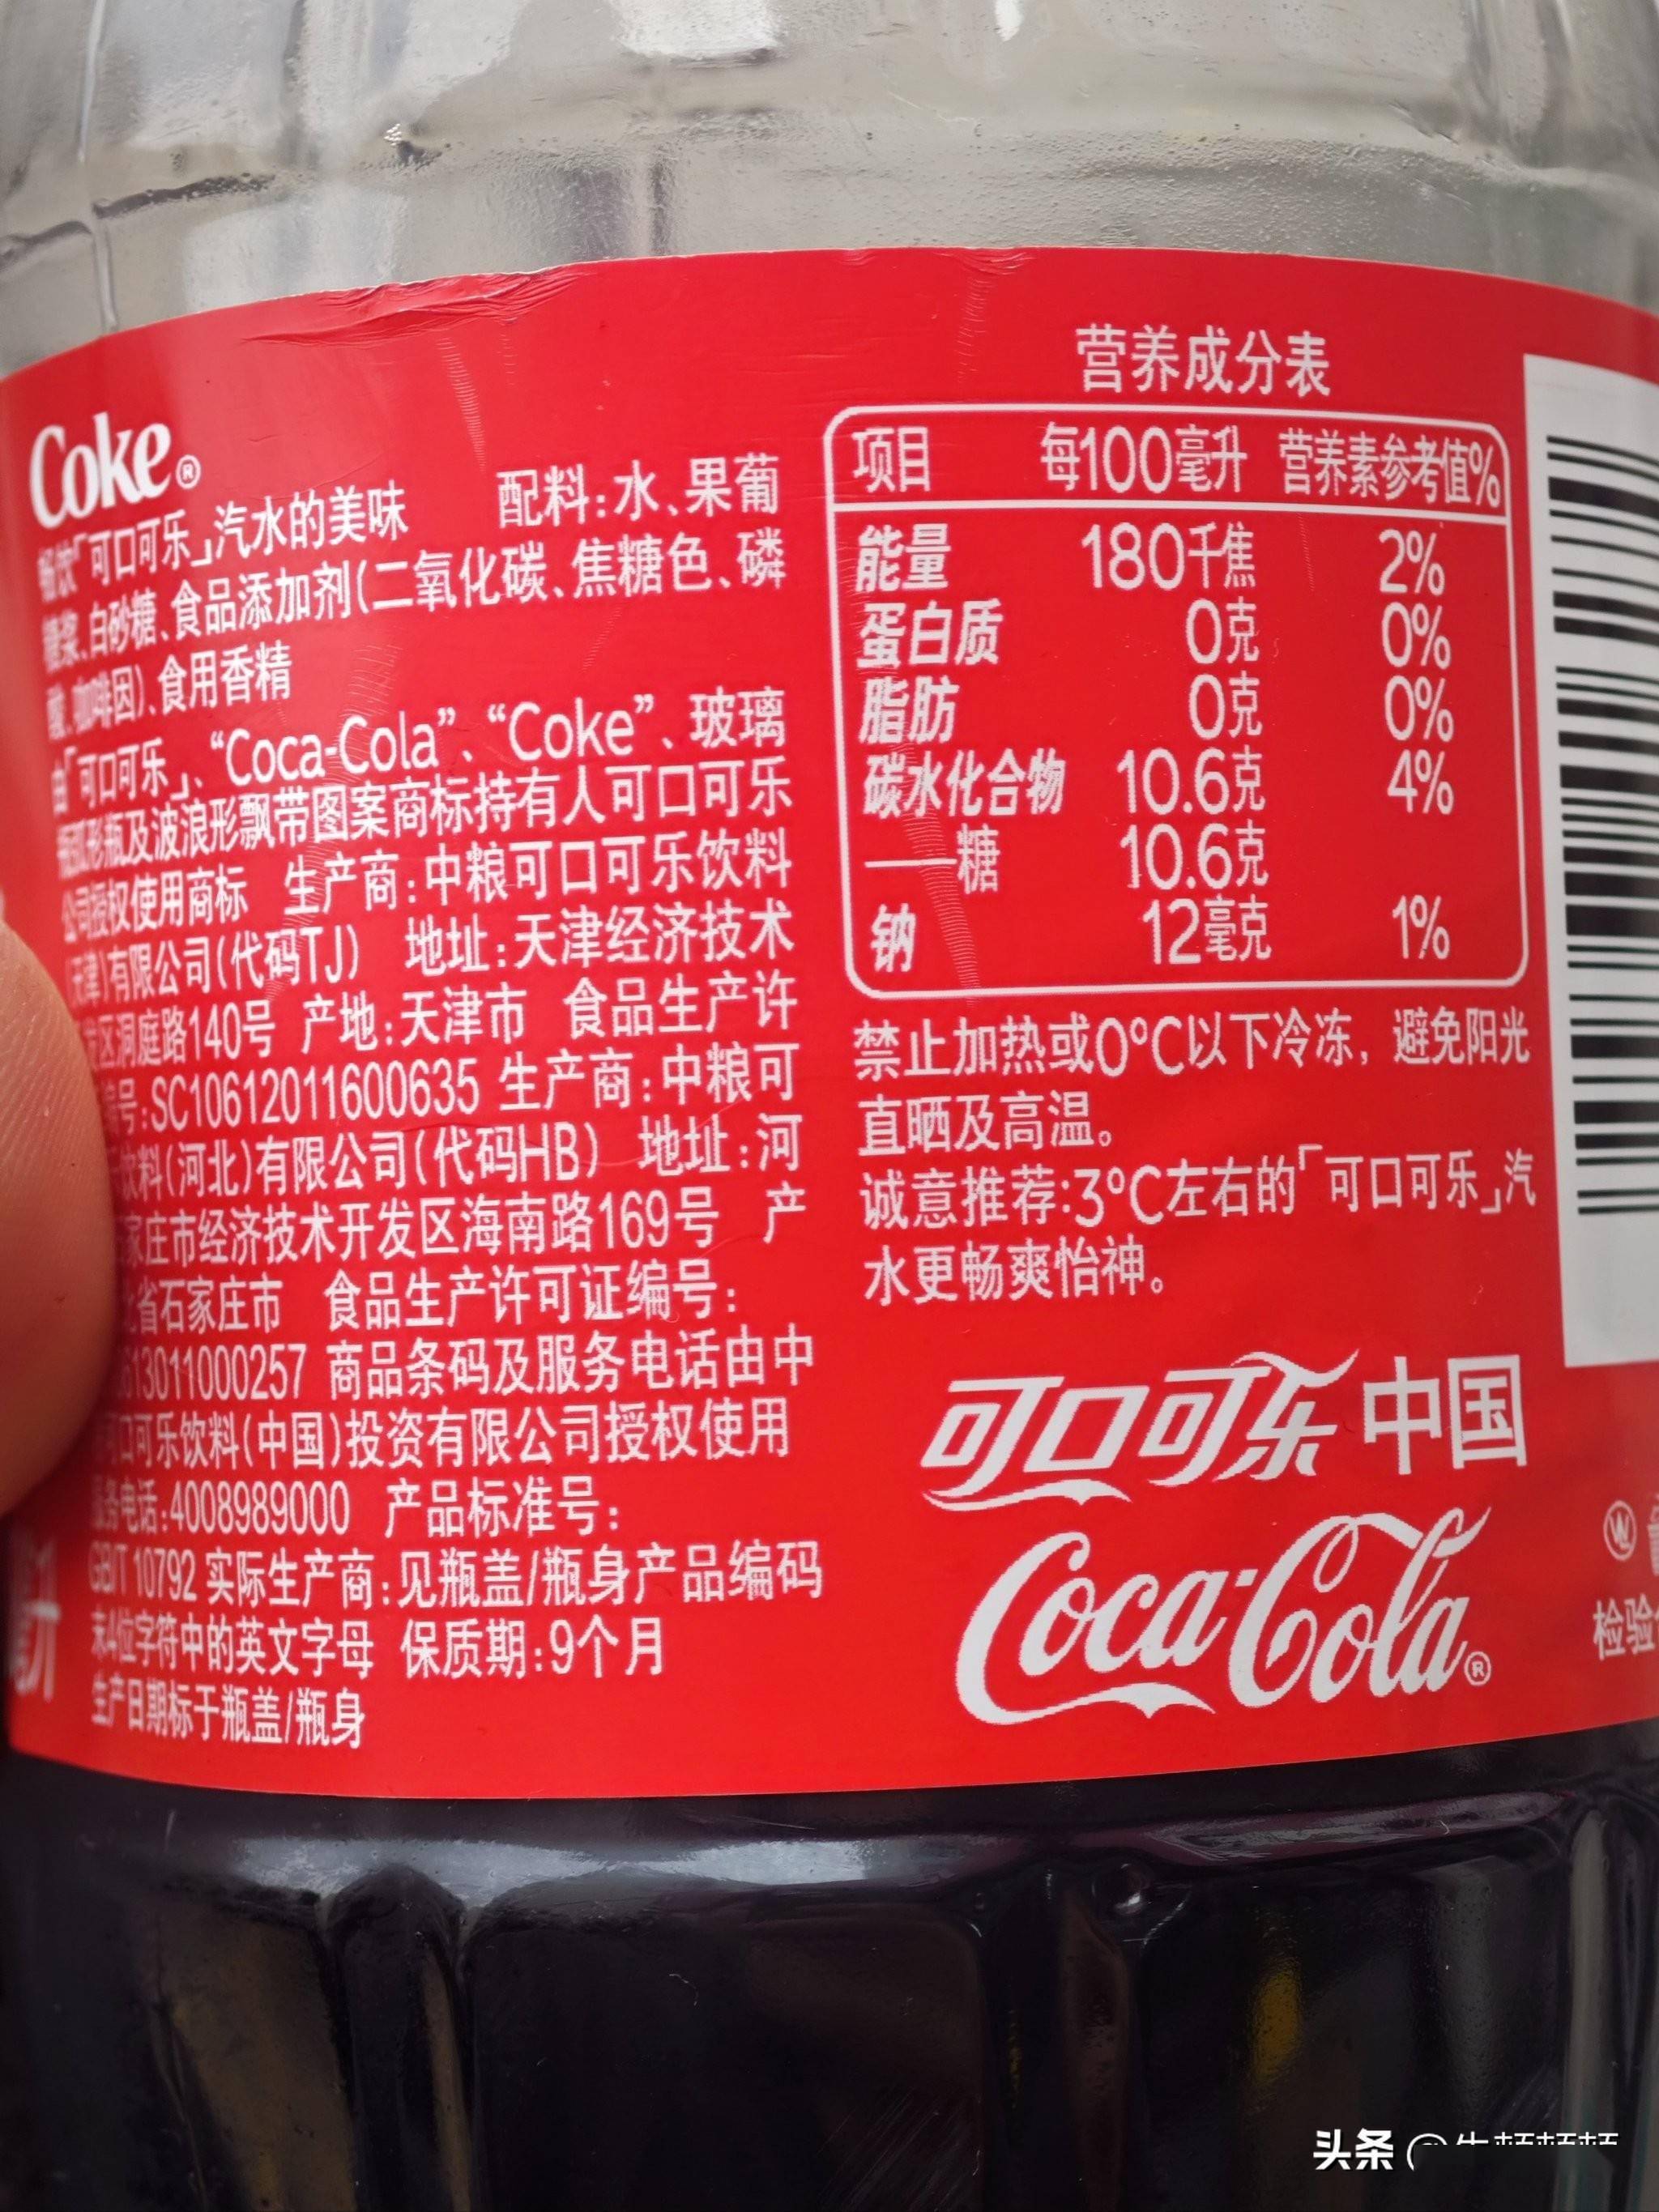 Coke®
畅饮「可口可乐」汽水的美味 配料:水、果葡
糖浆、白砂糖、食品添加剂(二氧化碳、焦糖色、磷
酸、咖啡因)、食用香精
由「可口可乐」、“Coca-Cola”、“Coke”、玻璃
瓶弧形瓶及波浪形飘带图案商标持有人可口可乐
公司授权使用商标 生产商:中粮可口可乐饮料
(天津)有限公司(代码TJ) 地址:天津经济技术
发区洞庭路140号 产地:天津市 食品生产许
编号:SC10612011600635 生产商:中粮可
饮料(河北)有限公司(代码HB) 地址:河
家庄市经济技术开发区海南路169号 产
省石家庄市 食品生产许可证编号:
613011000257 商品条码及服务电话由中
可口可乐饮料(中国)投资有限公司授权使用
服务电话:4008989000 产品标准号:
GB/T 10792 实际生产商:见瓶盖/瓶身产品编码
末4位字符中的英文字母 保质期:9个月
生产日期标于瓶盖/瓶身
营养成分表
项目 每100毫升 营养素参考值%
能量 180千焦 2%
蛋白质 0克 0%
脂肪 0克 0%
碳水化合物 10.6克 4%
——糖 10.6克
钠 12毫克 1%
禁止加热或0°C以下冷冻，避免阳光
直晒及高温。
诚意推荐:3°C左右的「可口可乐」汽
水更畅爽怡神。
可口可乐中国
Coca-Cola®
检验
升
头条